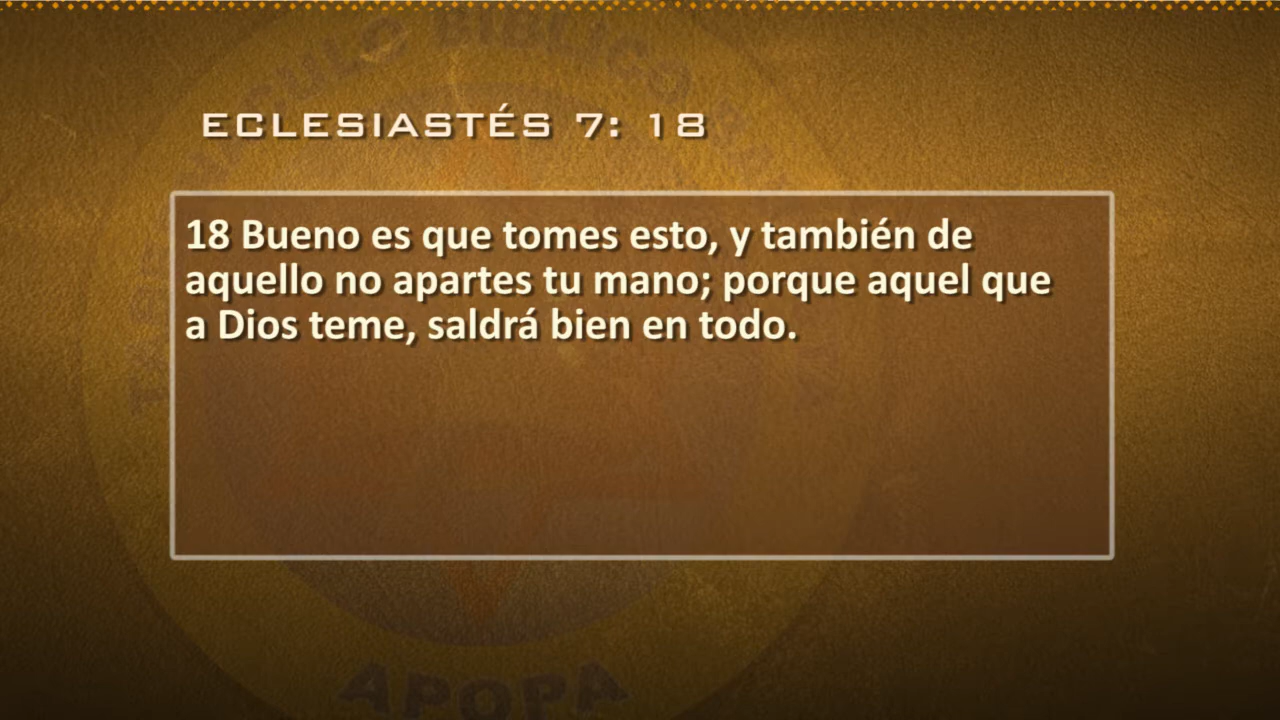 ECLESIASTÉS 7: 18
18 Bueno es que tomes esto, y también de
aquello no apartes tu mano; porque aquel que
a Dios teme, saldrá bien en todo.
APOPA